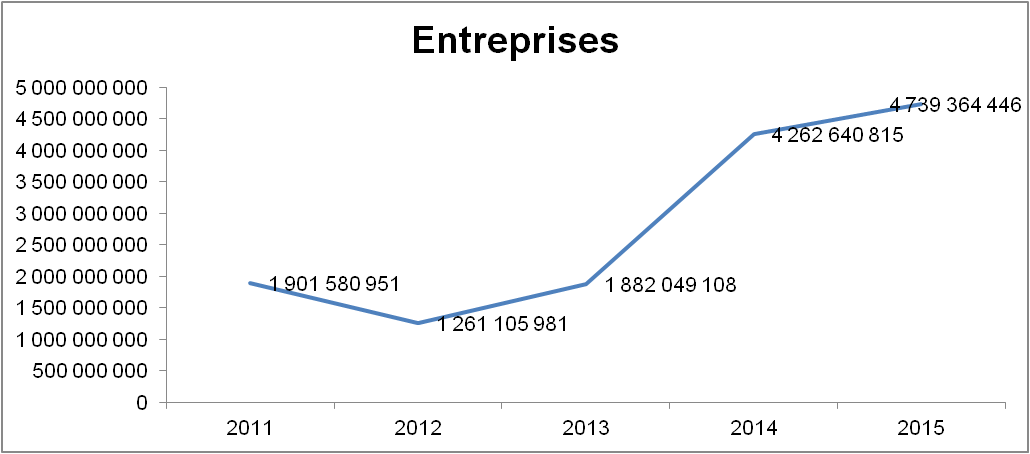 Entreprises
5 000 000 000
4 500 000 000
4 000 000 000
3 500 000 000
3 000 000 000
2 500 000 000
2 000 000 000
1 500 000 000
1 000 000 000
500 000 000
0
1 901 580 951
1 261 105 981
1 882 049 108
4 262 640 815
4 739 364 446
2011 2012 2013 2014 2015